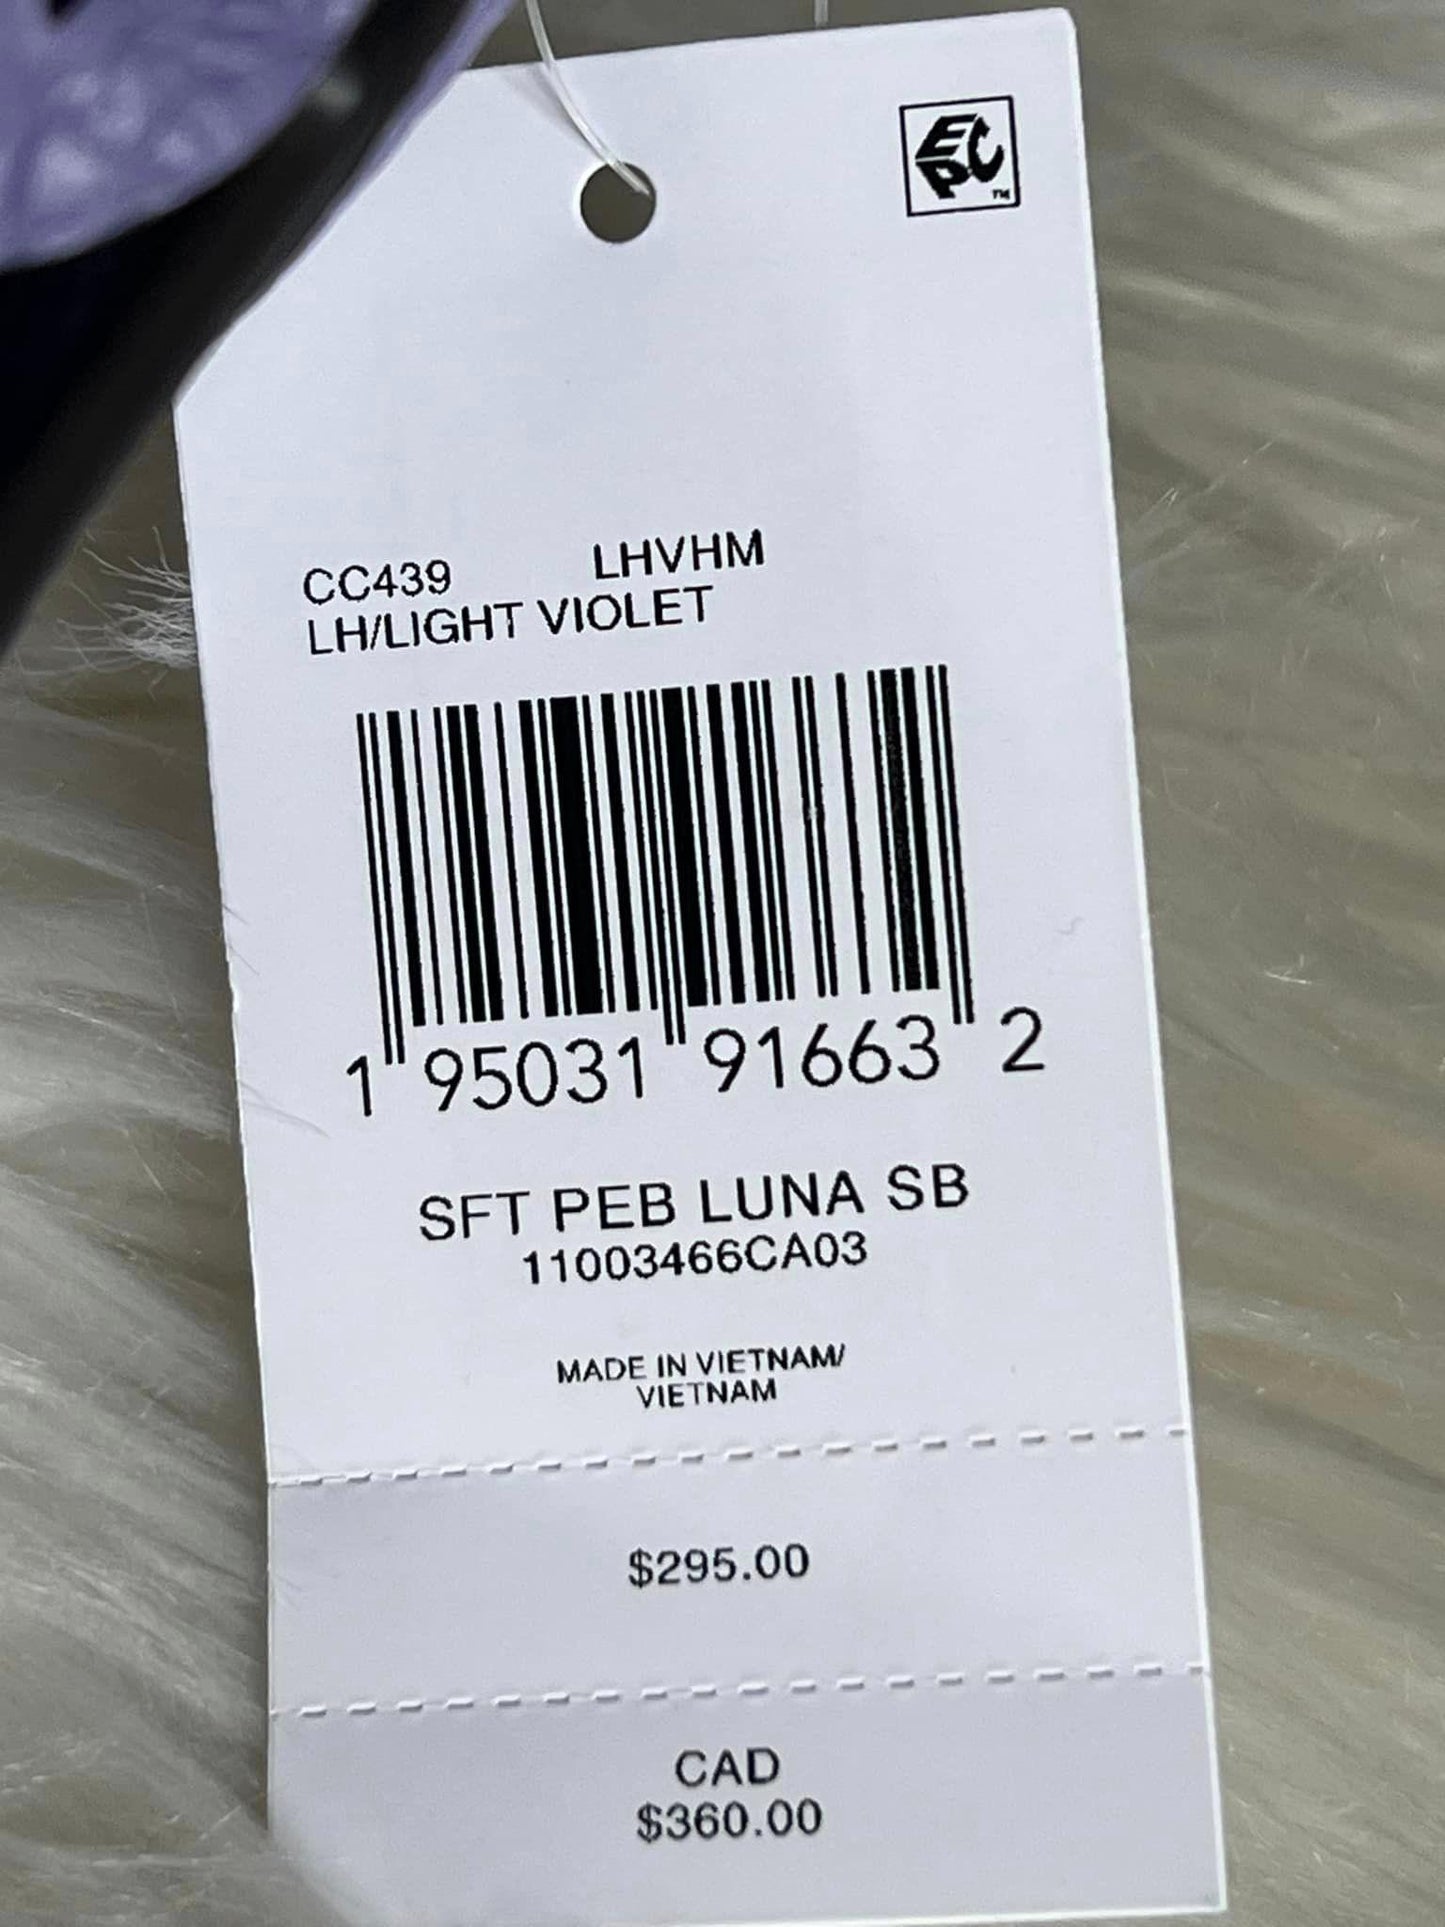 EPC™
CC439 LHVHM
LH/LIGHT VIOLET
1 95031 91663 2
SFT PEB LUNA SB
11003466CA03
MADE IN VIETNAM/
VIETNAM
$295.00
CAD
$360.00